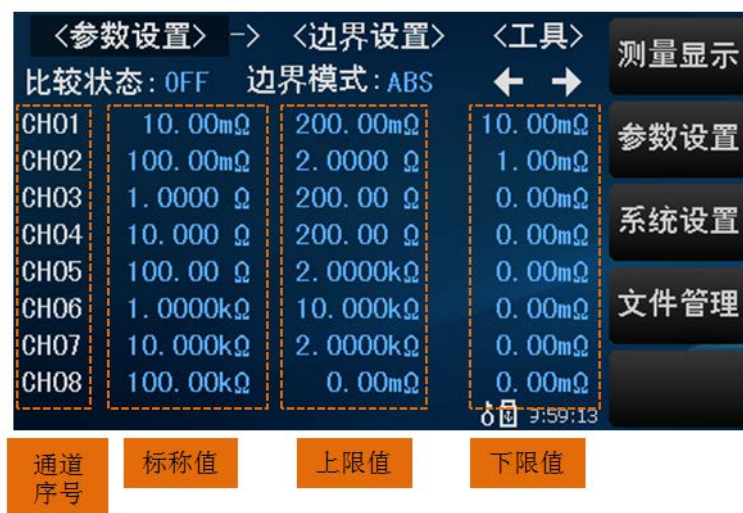 <参数设置> -> <边界设置> <工具>
测量显示
比较状态:OFF 边界模式:ABS ← →
CH01 10.00mΩ 200.00mΩ 10.00mΩ
参数设置
CH02 100.00mΩ 2.0000 Ω 1.00mΩ
CH03 1.0000 Ω 200.00 Ω 0.00mΩ
系统设置
CH04 10.000 Ω 200.00 Ω 0.00mΩ
CH05 100.00 Ω 2.0000kΩ 0.00mΩ
CH06 1.0000kΩ 10.000kΩ 0.00mΩ
文件管理
CH07 10.000kΩ 2.0000kΩ 0.00mΩ
CH08 100.00kΩ 0.00mΩ 0.00mΩ
9:59:13
通道
序号
标称值
上限值
下限值